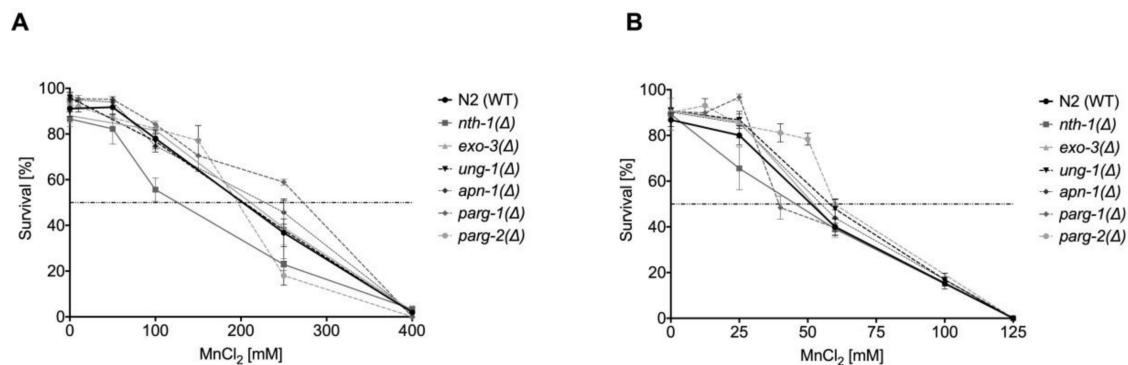 A
B
100
80
60
40
20
0
Survival [%]
0
100
200
300
400
MnCl2 [mM]
N2 (WT)
nth-1(Δ)
exo-3(Δ)
ung-1(Δ)
apn-1(Δ)
parg-1(Δ)
parg-2(Δ)
100
80
60
40
20
0
Survival [%]
0
25
50
75
100
125
MnCl2 [mM]
N2 (WT)
nth-1(Δ)
exo-3(Δ)
ung-1(Δ)
apn-1(Δ)
parg-1(Δ)
parg-2(Δ)